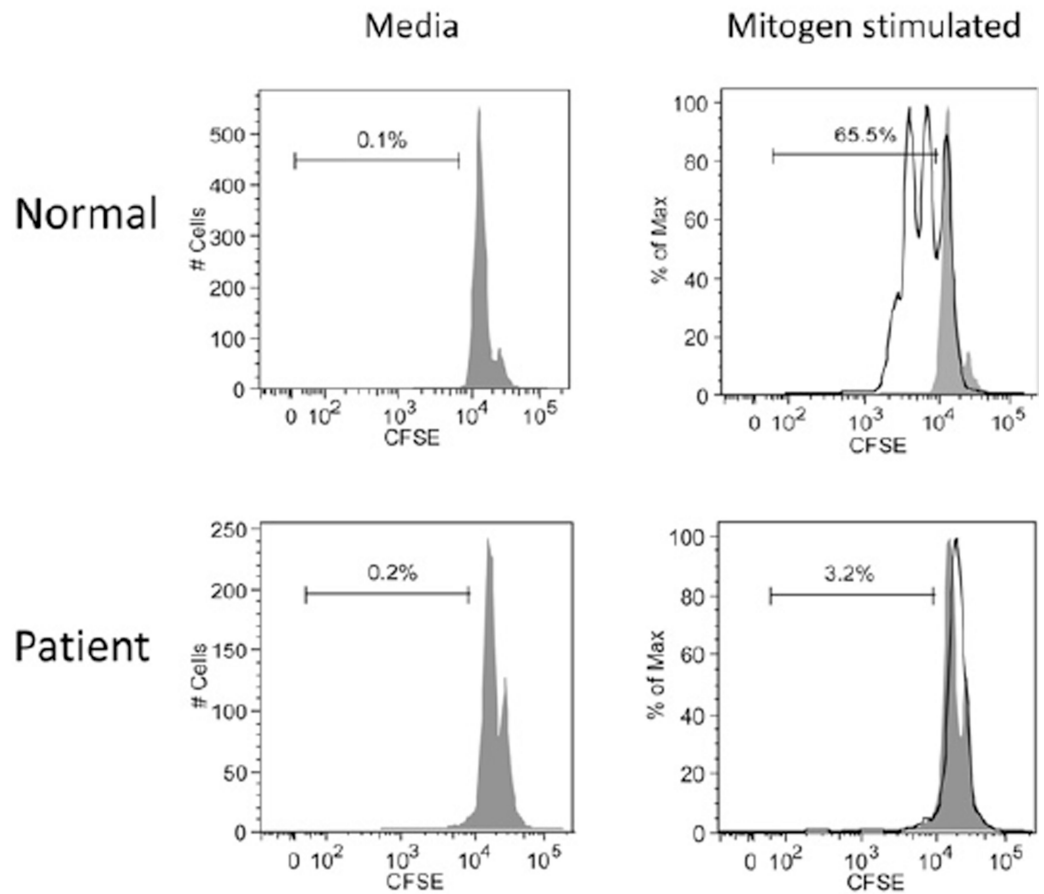 Media
Mitogen stimulated
Normal
# Cells
500
400
300
200
100
0
0.1%
0 10² 10³ 10⁴ 10⁵
CFSE
% of Max
100
80
60
40
20
0
65.5%
0 10² 10³ 10⁴ 10⁵
CFSE
Patient
# Cells
250
200
150
100
50
0
0.2%
0 10² 10³ 10⁴ 10⁵
CFSE
% of Max
100
80
60
40
20
0
3.2%
0 10² 10³ 10⁴ 10⁵
CFSE